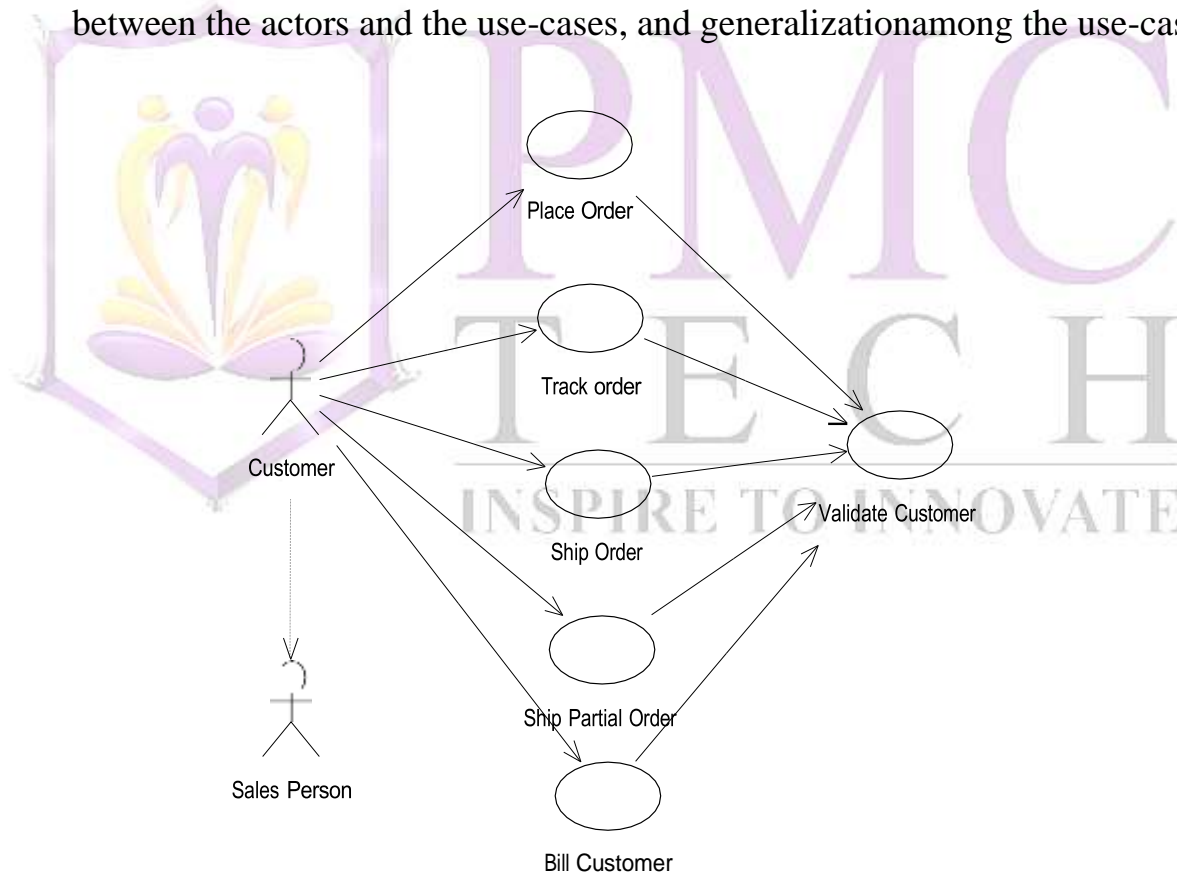 between the actors and the use-cases, and generalizationamong the use-cas
PMC
TECH
INSPIRE TO INNOVATE
Place Order
Track order
Customer
Validate Customer
Ship Order
Ship Partial Order
Sales Person
Bill Customer